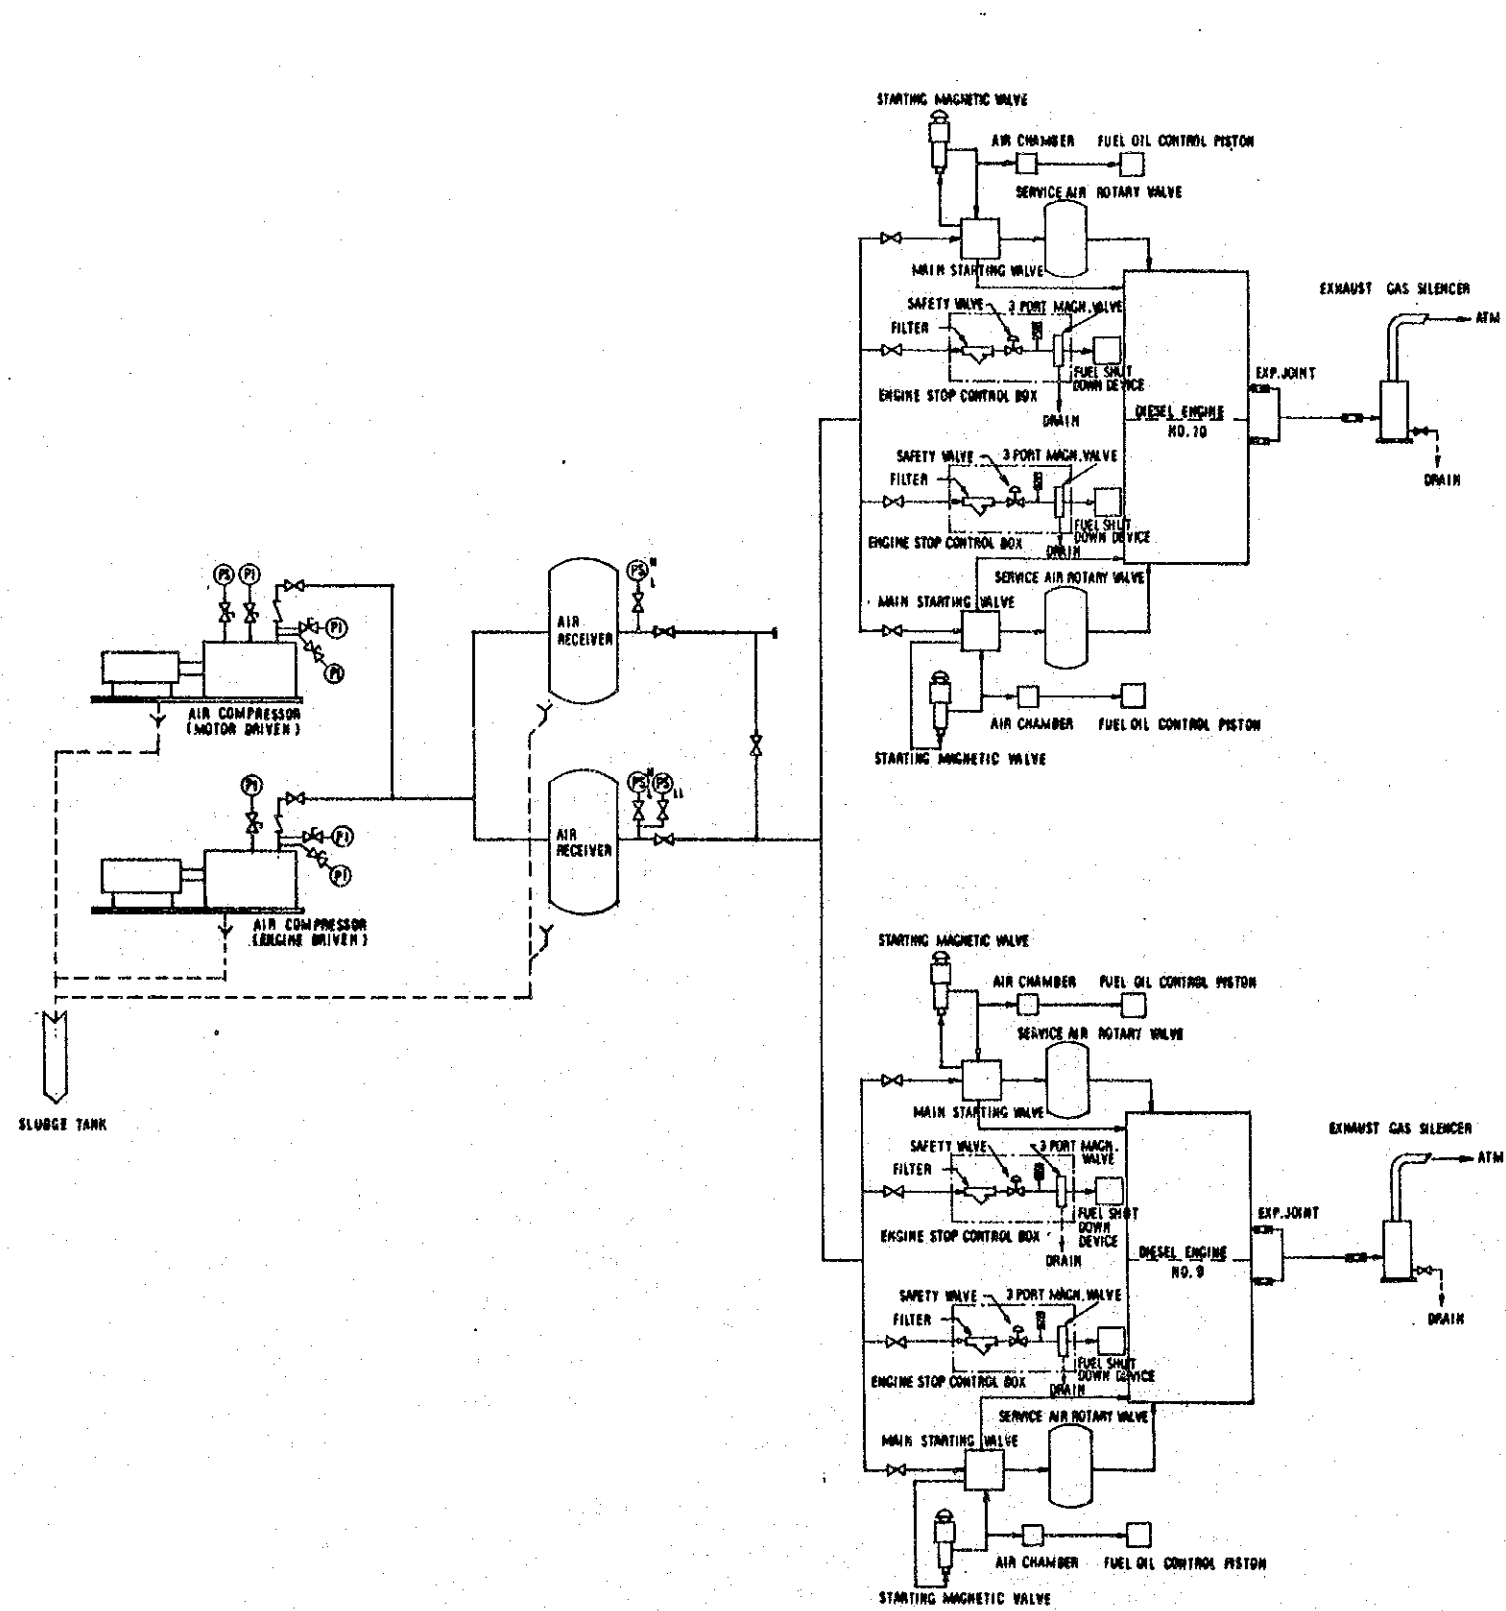 STARTING MAGNETIC VALVE
AIR CHAMBER FUEL OIL CONTROL PISTON
SERVICE AIR ROTARY VALVE
MAIN STARTING VALVE
EXHAUST GAS SILENCER
ATM
SAFETY VALVE 3 PORT MAGN. VALVE
FILTER
FUEL SHUT
DOWN DEVICE
EXP. JOINT
ENGINE STOP CONTROL BOX
DRAIN
DIESEL ENGINE
NO. 10
SAFETY VALVE 3 PORT MAGN. VALVE
FILTER
DRAIN
FUEL SHUT
DOWN DEVICE
ENGINE STOP CONTROL BOX
DRAIN
SERVICE AIR ROTARY VALVE
MAIN STARTING VALVE
AIR CHAMBER FUEL OIL CONTROL PISTON
STARTING MAGNETIC VALVE
PS PI
PI
PI
AIR COMPRESSOR
(MOTOR DRIVEN)
PS H
L
AIR
RECEIVER
PI
PI
PI
AIR COMPRESSOR
(ENGINE DRIVEN)
PS H PS
L LL
AIR
RECEIVER
SLUDGE TANK
STARTING MAGNETIC VALVE
AIR CHAMBER FUEL OIL CONTROL PISTON
SERVICE AIR ROTARY VALVE
MAIN STARTING VALVE
EXHAUST GAS SILENCER
ATM
SAFETY VALVE 3 PORT MAGN.
VALVE
FILTER
FUEL SHUT
DOWN
DEVICE
EXP. JOINT
ENGINE STOP CONTROL BOX
DRAIN
DIESEL ENGINE
NO. 9
SAFETY VALVE 3 PORT MAGN. VALVE
FILTER
DRAIN
FUEL SHUT
DOWN DEVICE
ENGINE STOP CONTROL BOX
DRAIN
SERVICE AIR ROTARY VALVE
MAIN STARTING VALVE
AIR CHAMBER FUEL OIL CONTROL PISTON
STARTING MAGNETIC VALVE